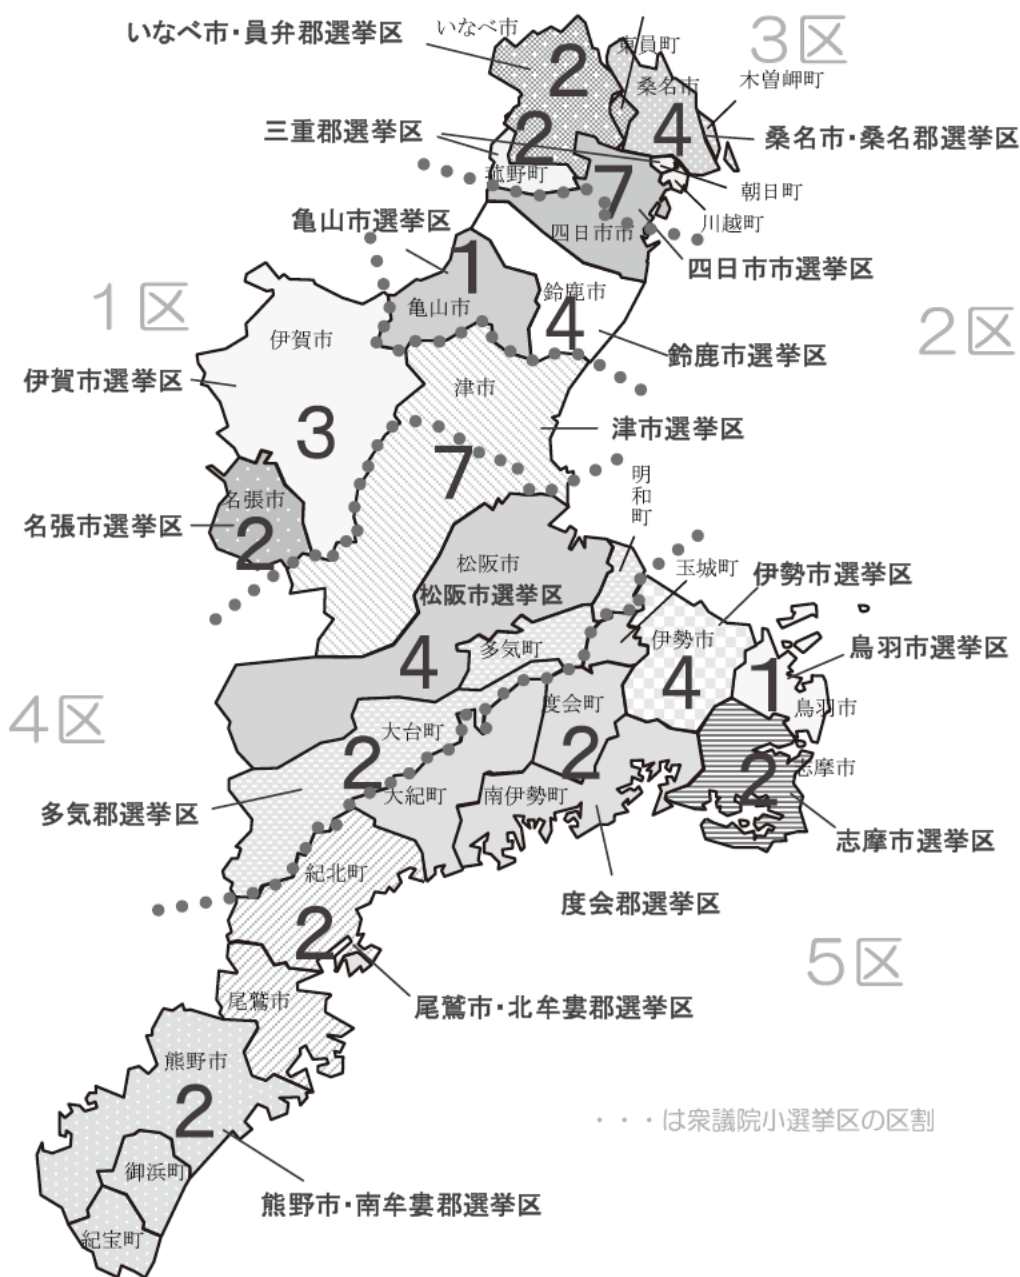 いなべ市・員弁郡選挙区
いなべ市
2
東員町
3区
桑名市
木曽岬町
4
桑名市・桑名郡選挙区
三重郡選挙区
2
菰野町
7
朝日町
川越町
四日市市
四日市市選挙区
亀山市選挙区
1
亀山市
鈴鹿市
4
鈴鹿市選挙区
1区
2区
伊賀市
伊賀市選挙区
3
津市
津市選挙区
7
明和町
名張市
名張市選挙区
2
松阪市
松阪市選挙区
4
玉城町
伊勢市選挙区
伊勢市
4
鳥羽市選挙区
1
鳥羽市
多気町
4区
度会町
2
大台町
2
大紀町
南伊勢町
志摩市
2
志摩市選挙区
多気郡選挙区
度会郡選挙区
紀北町
2
5区
尾鷲市
尾鷲市・北牟婁郡選挙区
熊野市
2
・・・は衆議院小選挙区の区割
御浜町
熊野市・南牟婁郡選挙区
紀宝町